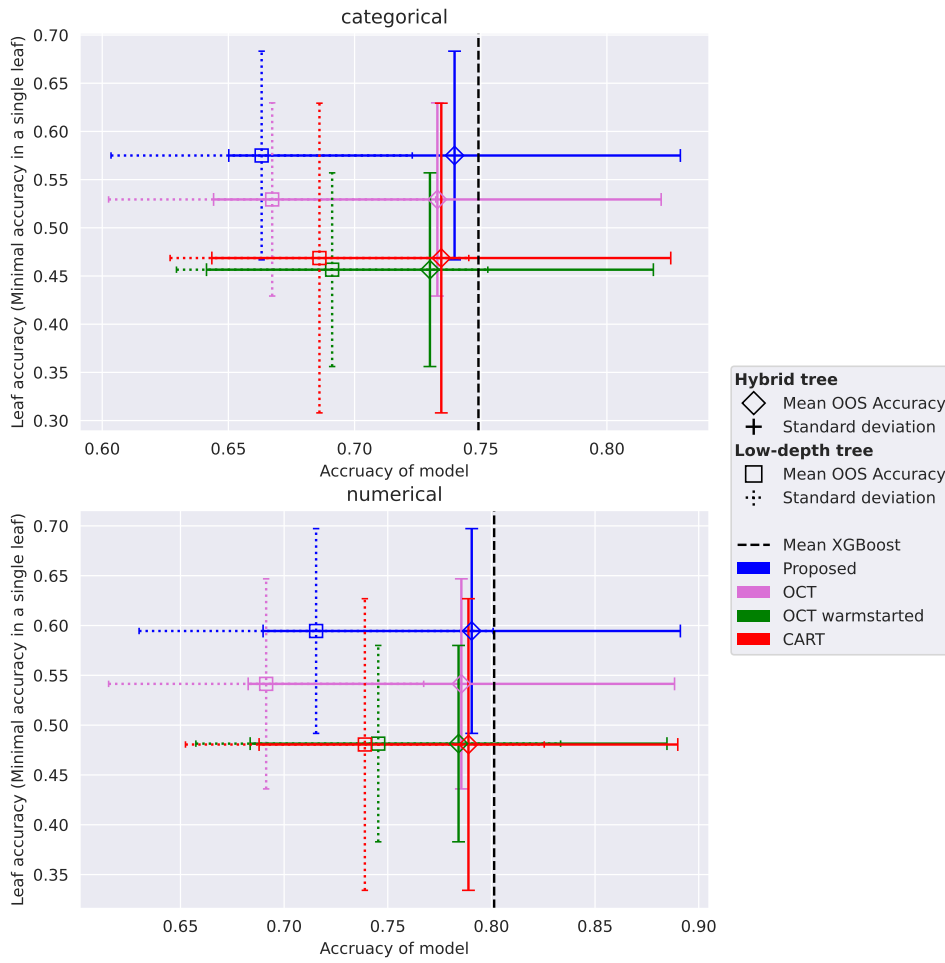 categorical
Leaf accuracy (Minimal accuracy in a single leaf)
0.70
0.65
0.60
0.55
0.50
0.45
0.40
0.35
0.30
0.60 0.65 0.70 0.75 0.80
Accruacy of model
numerical
Leaf accuracy (Minimal accuracy in a single leaf)
0.70
0.65
0.60
0.55
0.50
0.45
0.40
0.35
0.65 0.70 0.75 0.80 0.85 0.90
Accruacy of model
Hybrid tree
Mean OOS Accuracy
Standard deviation
Low-depth tree
Mean OOS Accuracy
Standard deviation
Mean XGBoost
Proposed
OCT
OCT warmstarted
CART